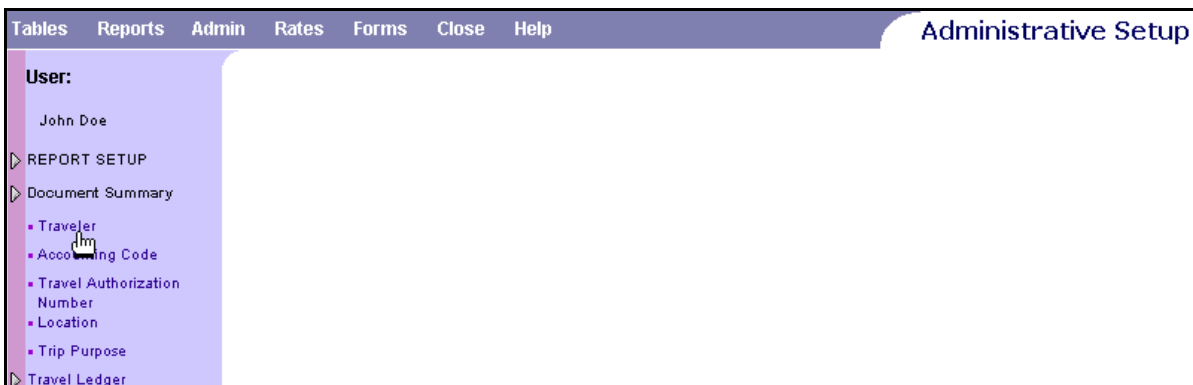 Tables Reports Admin Rates Forms Close Help Administrative Setup
User:
John Doe
REPORT SETUP
Document Summary
Traveler
Accounting Code
Travel Authorization
Number
Location
Trip Purpose
Travel Ledger